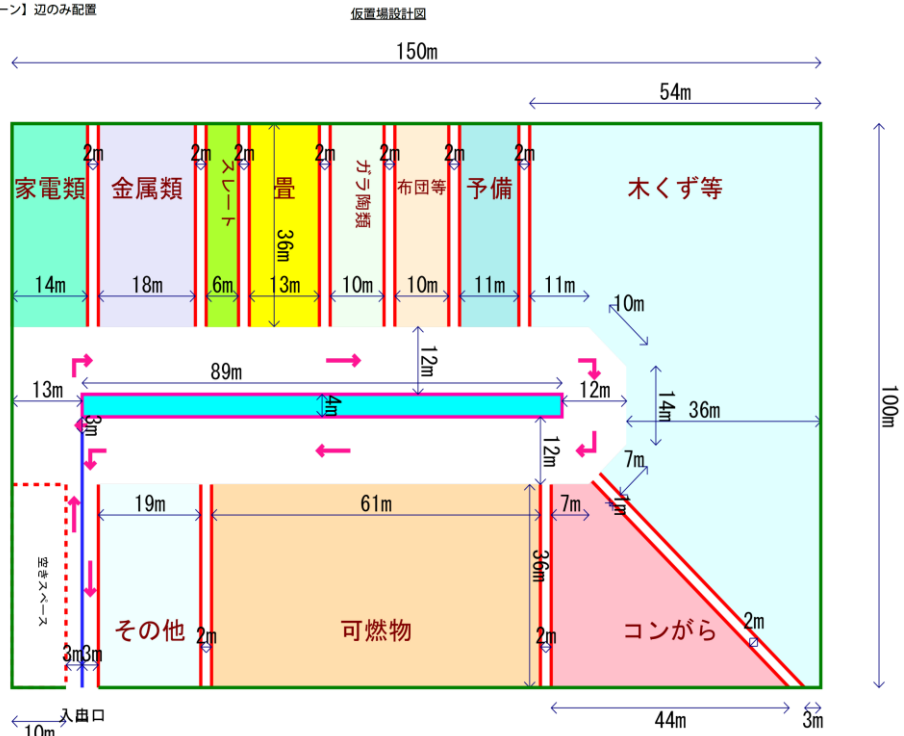 ーン】辺のみ配置
仮置場設計図
150m
54m
2m
2m
2m
2m
2m
2m
2m
家電類
金属類
スレート
畳
ガラ陶類
布団等
予備
木くず等
36m
14m
18m
6m
13m
10m
10m
11m
11m
10m
12m
89m
13m
4m
12m
14m
36m
100m
3m
12m
7m
1m
19m
61m
7m
36m
空きスペース
その他
2m
可燃物
2m
コンがら
2m
3m
3m
入出口
10m
44m
3m